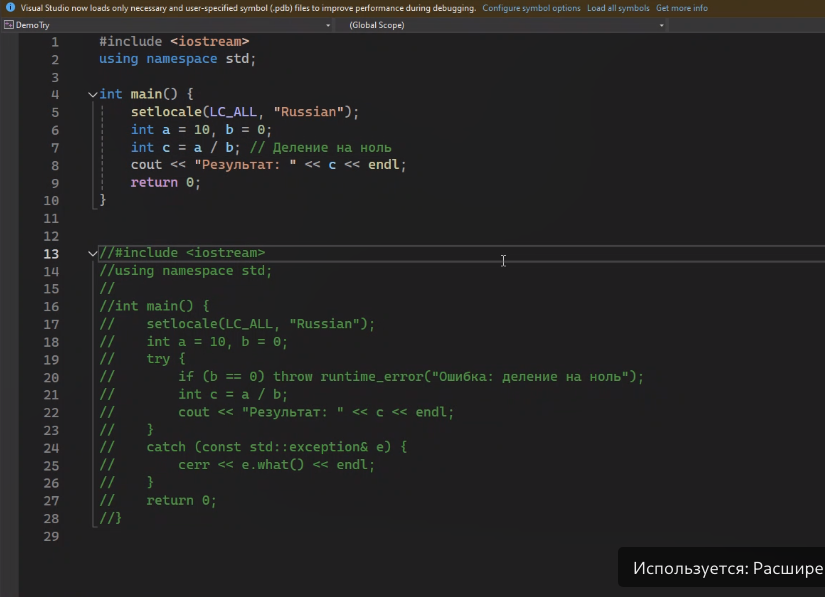 Visual Studio now loads only necessary and user-specified symbol (.pdb) files to improve performance during debugging. Configure symbol options Load all symbols Get more info
DemoTry (Global Scope)
1 #include <iostream>
2 using namespace std;
3
4 int main() {
5 setlocale(LC_ALL, "Russian");
6 int a = 10, b = 0;
7 int c = a / b; // Деление на ноль
8 cout << "Результат: " << c << endl;
9 return 0;
10 }
11
12
13 //#include <iostream>
14 //using namespace std;
15 //
16 //int main() {
17 // setlocale(LC_ALL, "Russian");
18 // int a = 10, b = 0;
19 // try {
20 // if (b == 0) throw runtime_error("Ошибка: деление на ноль");
21 // int c = a / b;
22 // cout << "Результат: " << c << endl;
23 // }
24 // catch (const std::exception& e) {
25 // cerr << e.what() << endl;
26 // }
27 // return 0;
28 //}
29
Используется: Расшире